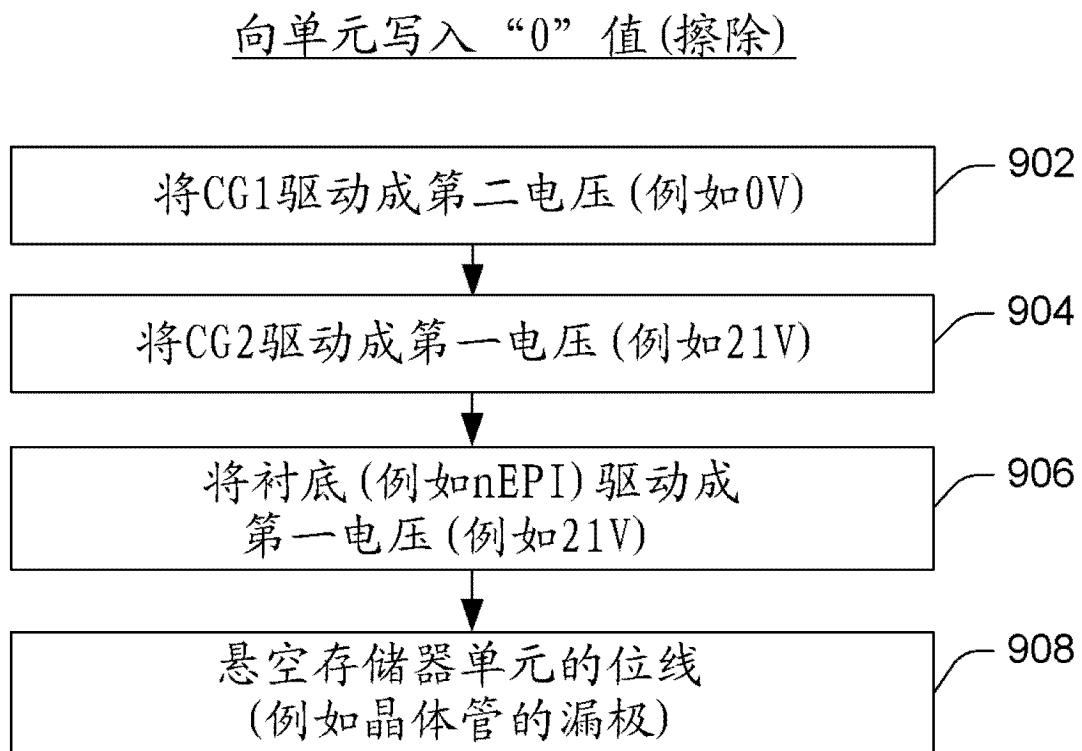 向单元写入 “0” 值 (擦除)
将CG1驱动成第二电压 (例如0V)
902
将CG2驱动成第一电压 (例如21V)
904
将衬底 (例如nEPI) 驱动成
第一电压 (例如21V)
906
悬空存储器单元的位线
(例如晶体管的漏极)
908